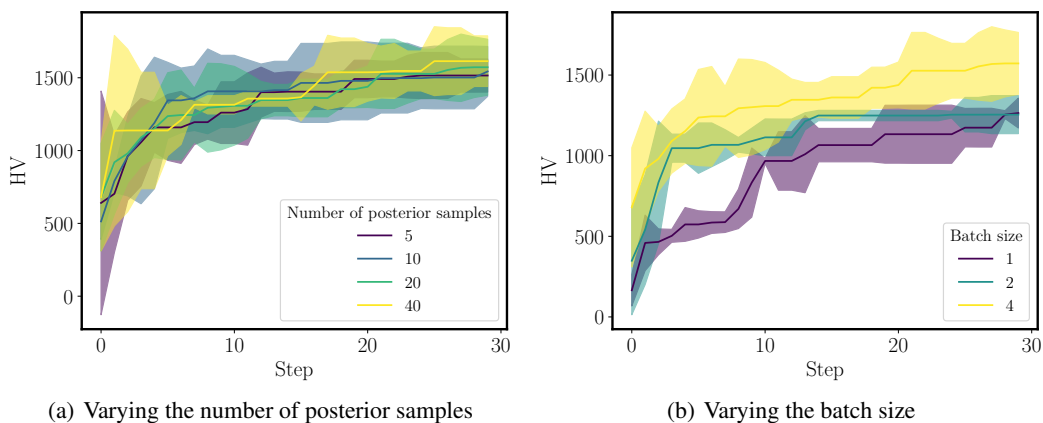 1500
1000
500
0
HV
0
10
20
30
Step
Number of posterior samples
5
10
20
40
(a) Varying the number of posterior samples
1500
1000
500
0
HV
0
10
20
30
Step
Batch size
1
2
4
(b) Varying the batch size